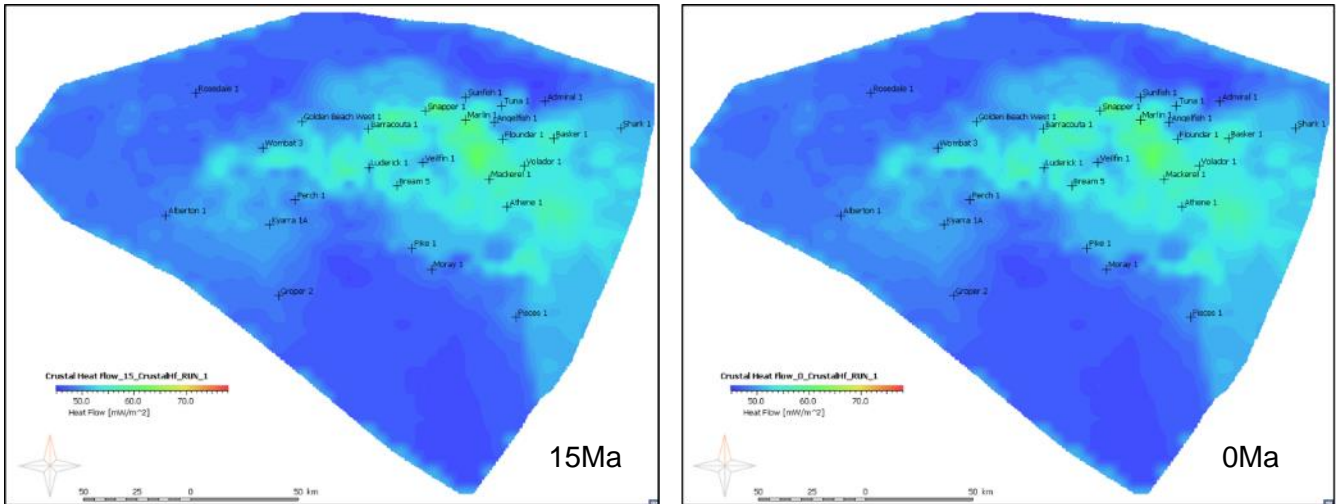 Rosedale 1
Sunfish 1
Tuna 1
Admiral 1
Snapper 1
Golden Beach West 1
Barracouta 1
Marlin 1
Angelfish 1
Shark 1
Floundar 1
Basker 1
Wombat 3
Luderick 1
Veilfin 1
Volador 1
Bream 5
Mackerel 1
Perch 1
Athene 1
Alberton 1
Kyarra 1A
Pike 1
Moray 1
Groper 2
Pisces 1
Crustal Heat Flow_15_CrustalHf_RUN_1
50.0 60.0 70.0
Heat Flow [mW/m^2]
15Ma
50 25 0 50 km
Rosedale 1
Sunfish 1
Tuna 1
Admiral 1
Snapper 1
Golden Beach West 1
Barracouta 1
Marlin 1
Angelfish 1
Shark 1
Floundar 1
Basker 1
Wombat 3
Luderick 1
Veilfin 1
Volador 1
Bream 5
Mackerel 1
Perch 1
Athene 1
Alberton 1
Kyarra 1A
Pike 1
Moray 1
Groper 2
Pisces 1
Crustal Heat Flow_0_CrustalHf_RUN_1
50.0 60.0 70.0
Heat Flow [mW/m^2]
0Ma
50 25 0 50 km